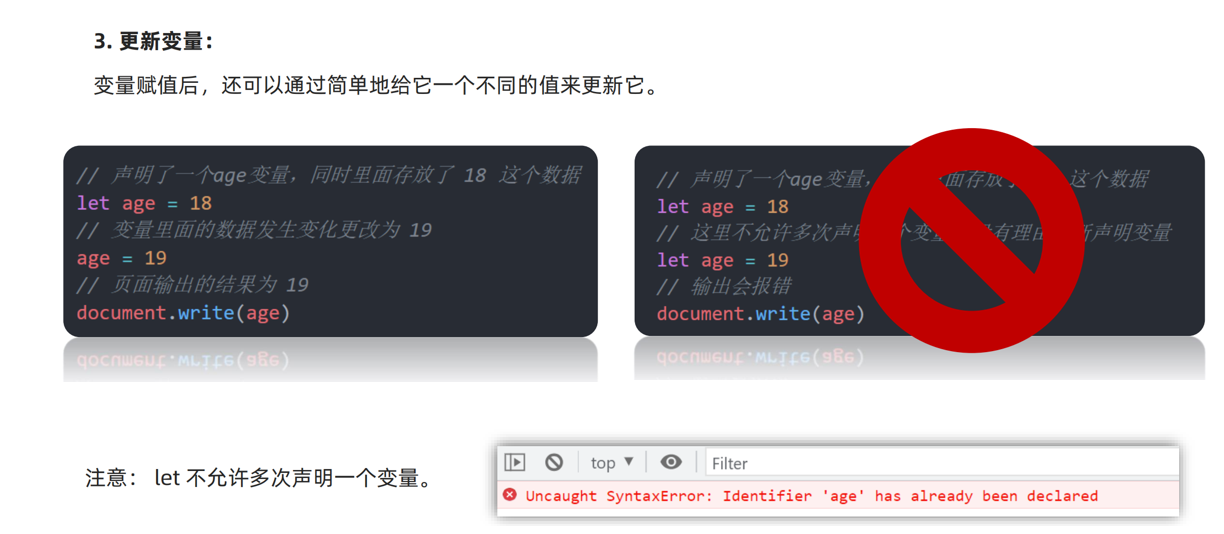 3. 更新变量：
变量赋值后，还可以通过简单地给它一个不同的值来更新它。
// 声明了一个age变量，同时里面存放了 18 这个数据
let age = 18
// 变量里面的数据发生变化更改为 19
age = 19
// 页面输出的结果为 19
document.write(age)
// 声明了一个age变量，面存放 这个数据
let age = 18
// 这里不允许多次声 个变量 有理由 新声明变量
let age = 19
// 输出会报错
document.write(age)
注意： let 不允许多次声明一个变量。
top
Filter
Uncaught SyntaxError: Identifier 'age' has already been declared